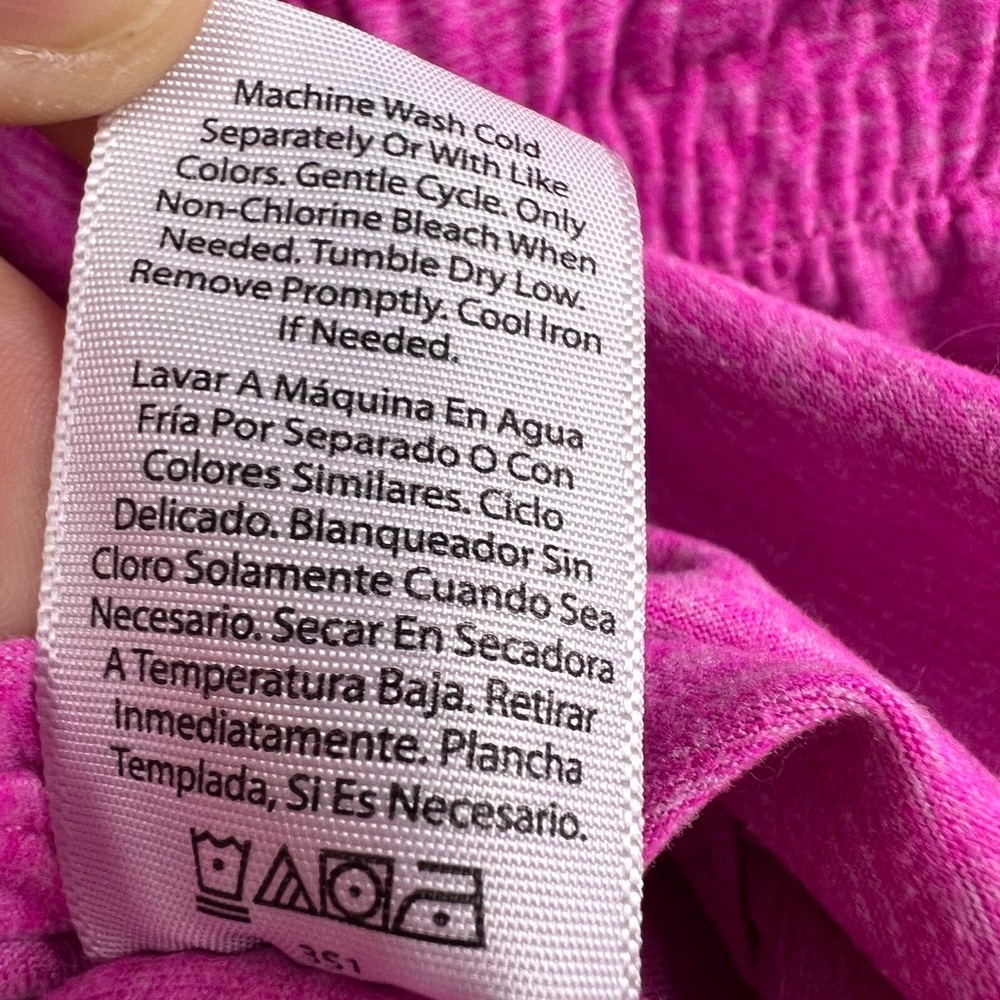 Machine Wash Cold
Separately Or With Like
Colors. Gentle Cycle. Only
Non-Chlorine Bleach When
Needed. Tumble Dry Low.
Remove Promptly. Cool Iron
If Needed.
Lavar A Máquina En Agua
Fría Por Separado O Con
Colores Similares. Ciclo
Delicado. Blanqueador Sin
Cloro Solamente Cuando Sea
Necesario. Secar En Secadora
A Temperatura Baja. Retirar
Inmediatamente. Plancha
Templada, Si Es Necesario.
351